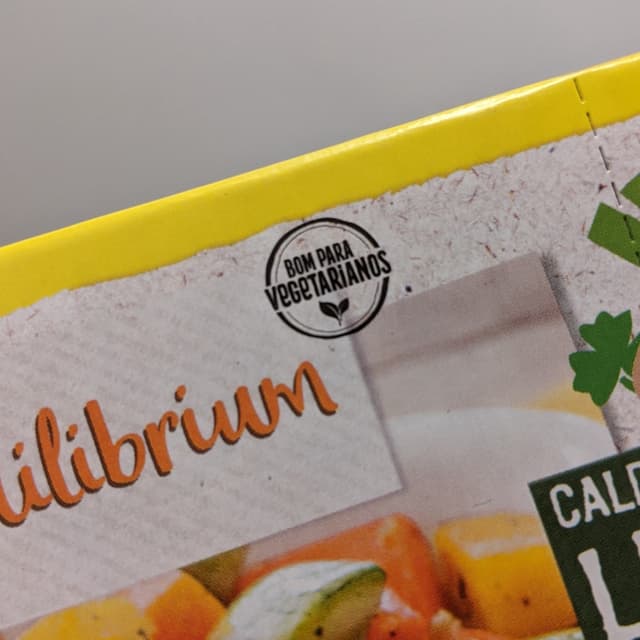 BOM PARA
VEGETARIANOS
ilibrium
CALD